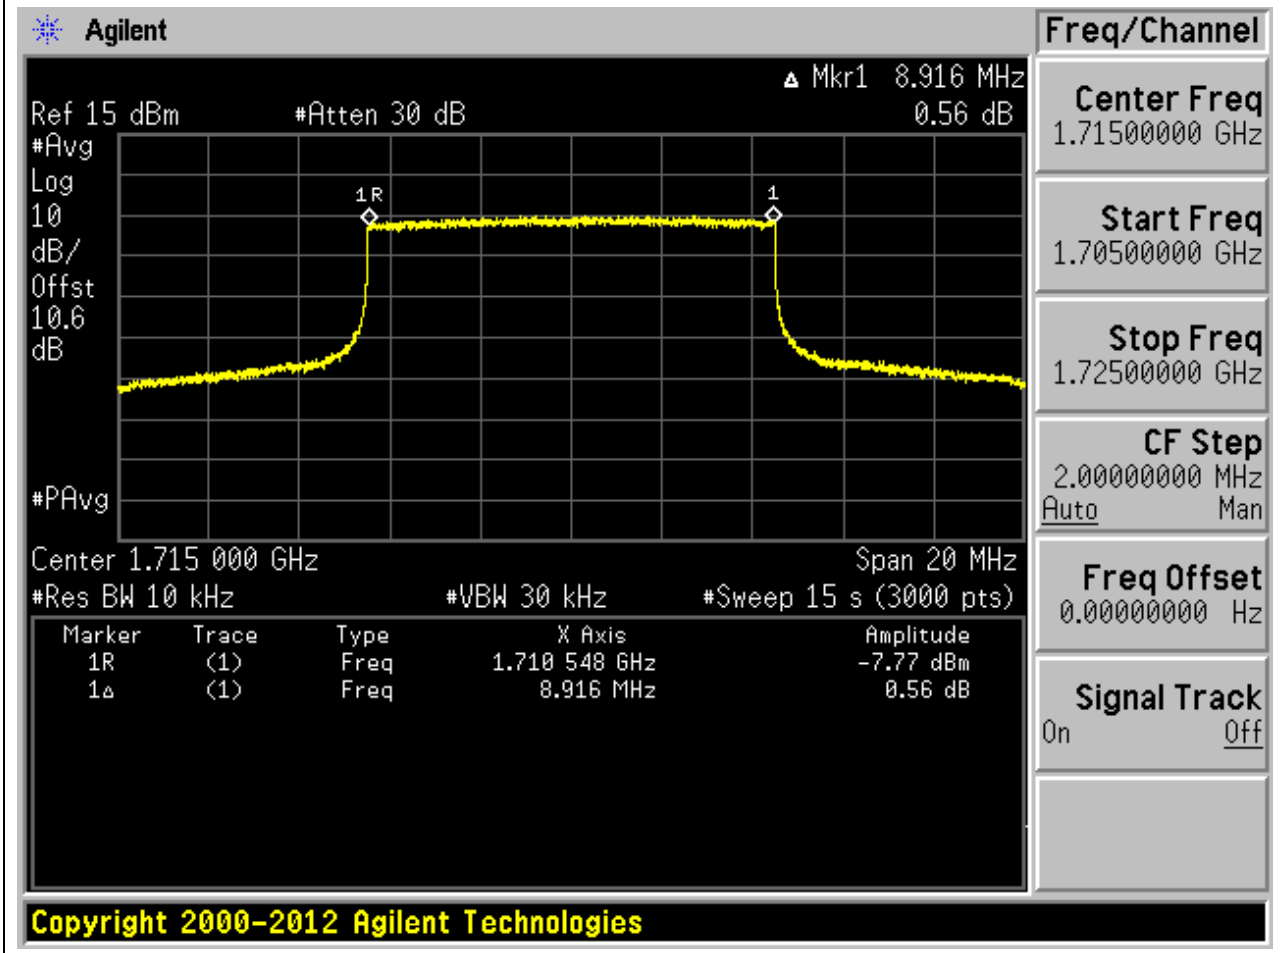 Agilent
Freq/Channel
Δ Mkr1 8.916 MHz
Ref 15 dBm #Atten 30 dB 0.56 dB
#Avg
Log
10
dB/
Offst
10.6
dB
1R
1
#PAvg
Center 1.715 000 GHz Span 20 MHz
#Res BW 10 kHz #VBW 30 kHz #Sweep 15 s (3000 pts)
Marker Trace Type X Axis Amplitude
1R (1) Freq 1.710 548 GHz -7.77 dBm
1Δ (1) Freq 8.916 MHz 0.56 dB
Center Freq
1.71500000 GHz
Start Freq
1.70500000 GHz
Stop Freq
1.72500000 GHz
CF Step
2.00000000 MHz
Auto Man
Freq Offset
0.00000000 Hz
Signal Track
On Off
Copyright 2000-2012 Agilent Technologies